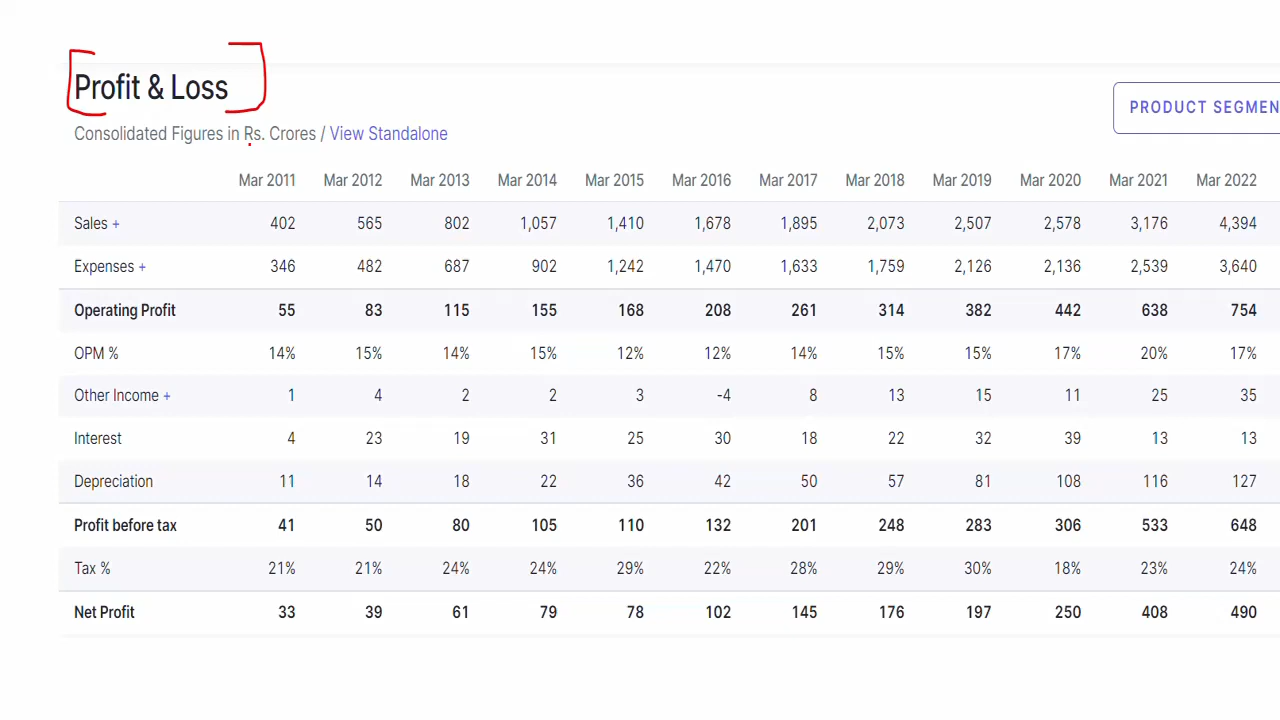 Profit & Loss
PRODUCT SEGMEN
Consolidated Figures in Rs. Crores / View Standalone
Mar 2011 Mar 2012 Mar 2013 Mar 2014 Mar 2015 Mar 2016 Mar 2017 Mar 2018 Mar 2019 Mar 2020 Mar 2021 Mar 2022
Sales + 402 565 802 1,057 1,410 1,678 1,895 2,073 2,507 2,578 3,176 4,394
Expenses + 346 482 687 902 1,242 1,470 1,633 1,759 2,126 2,136 2,539 3,640
Operating Profit 55 83 115 155 168 208 261 314 382 442 638 754
OPM % 14% 15% 14% 15% 12% 12% 14% 15% 15% 17% 20% 17%
Other Income + 1 4 2 2 3 -4 8 13 15 11 25 35
Interest 4 23 19 31 25 30 18 22 32 39 13 13
Depreciation 11 14 18 22 36 42 50 57 81 108 116 127
Profit before tax 41 50 80 105 110 132 201 248 283 306 533 648
Tax % 21% 21% 24% 24% 29% 22% 28% 29% 30% 18% 23% 24%
Net Profit 33 39 61 79 78 102 145 176 197 250 408 490